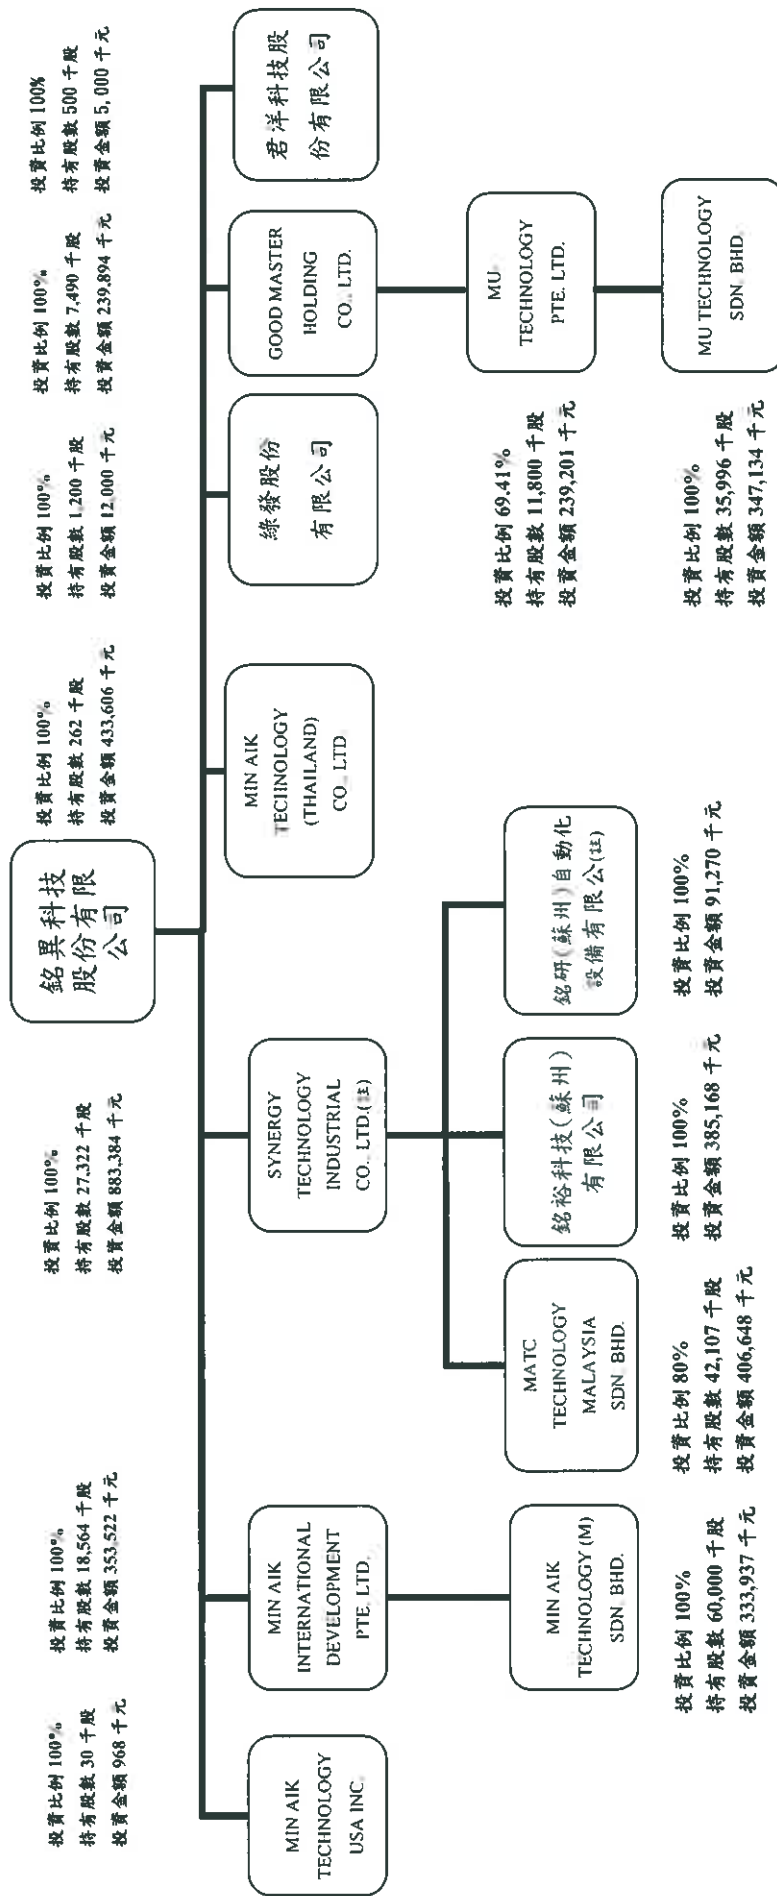 銘異科技
股份有限
公司
投資比例 100%
持有股數 30 千股
投資金額 968 千元
投資比例 100%
持有股數 18,564 千股
投資金額 353,522 千元
投資比例 100%
持有股數 27,322 千股
投資金額 883,384 千元
投資比例 100%
持有股數 262 千股
投資金額 433,606 千元
投資比例 100%
持有股數 1,200 千股
投資金額 12,000 千元
投資比例 100%
持有股數 7,490 千股
投資金額 239,894 千元
投資比例 100%
持有股數 500 千股
投資金額 5,000 千元
MIN AIK
TECHNOLOGY
USA INC.
MIN AIK
INTERNATIONAL
DEVELOPMENT
PTE. LTD.
SYNERGY
TECHNOLOGY
INDUSTRIAL
CO., LTD.(註)
MIN AIK
TECHNOLOGY
(THAILAND)
CO., LTD.
綠發股份
有限公司
GOOD MASTER
HOLDING
CO., LTD.
君洋科技股
份有限公司
MIN AIK
TECHNOLOGY (M)
SDN. BHD.
MATC
TECHNOLOGY
MALAYSIA
SDN. BHD.
銘裕科技(蘇州)
有限公司
銘研(蘇州)自動化
設備有限公(註)
MU
TECHNOLOGY
PTE. LTD.
投資比例 69.41%
持有股數 11,800 千股
投資金額 239,201 千元
投資比例 100%
持有股數 60,000 千股
投資金額 333,937 千元
投資比例 80%
持有股數 42,107 千股
投資金額 406,648 千元
投資比例 100%
投資金額 385,168 千元
投資比例 100%
投資金額 91,270 千元
MU TECHNOLOGY
SDN. BHD.
投資比例 100%
持有股數 35,996 千股
投資金額 347,134 千元